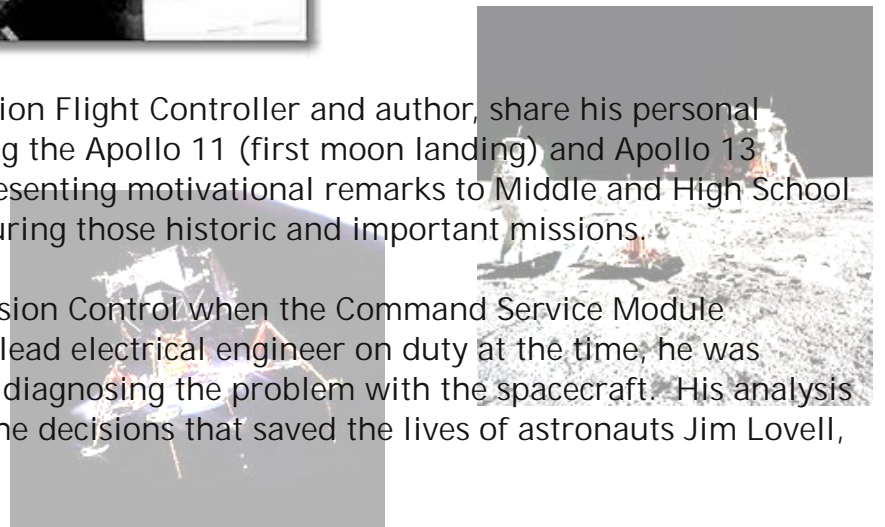 ion Flight Controller and author, share his personal
g the Apollo 11 (first moon landing) and Apollo 13
esenting motivational remarks to Middle and High School
uring those historic and important missions.
sion Control when the Command Service Module
lead electrical engineer on duty at the time, he was
diagnosing the problem with the spacecraft. His analysis
he decisions that saved the lives of astronauts Jim Lovell,